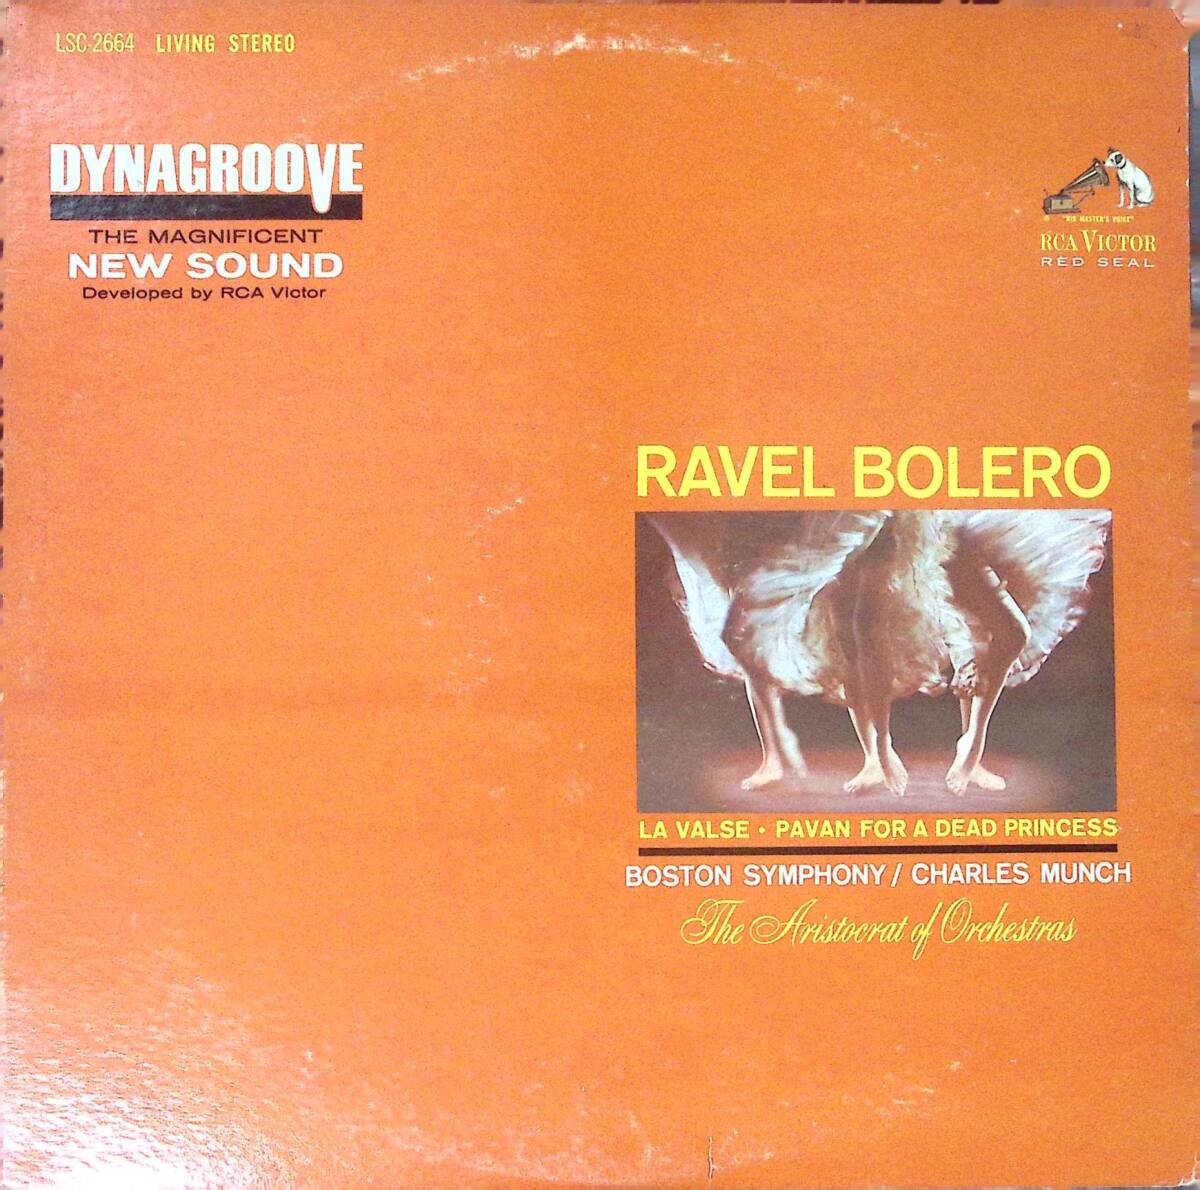 LSC-2664 LIVING STEREO
DYNAGROOVE
THE MAGNIFICENT
NEW SOUND
Developed by RCA Victor
"HIS MASTER'S VOICE"
RCA VICTOR
RED SEAL
RAVEL BOLERO
LA VALSE • PAVAN FOR A DEAD PRINCESS
BOSTON SYMPHONY / CHARLES MUNCH
The Aristocrat of Orchestras